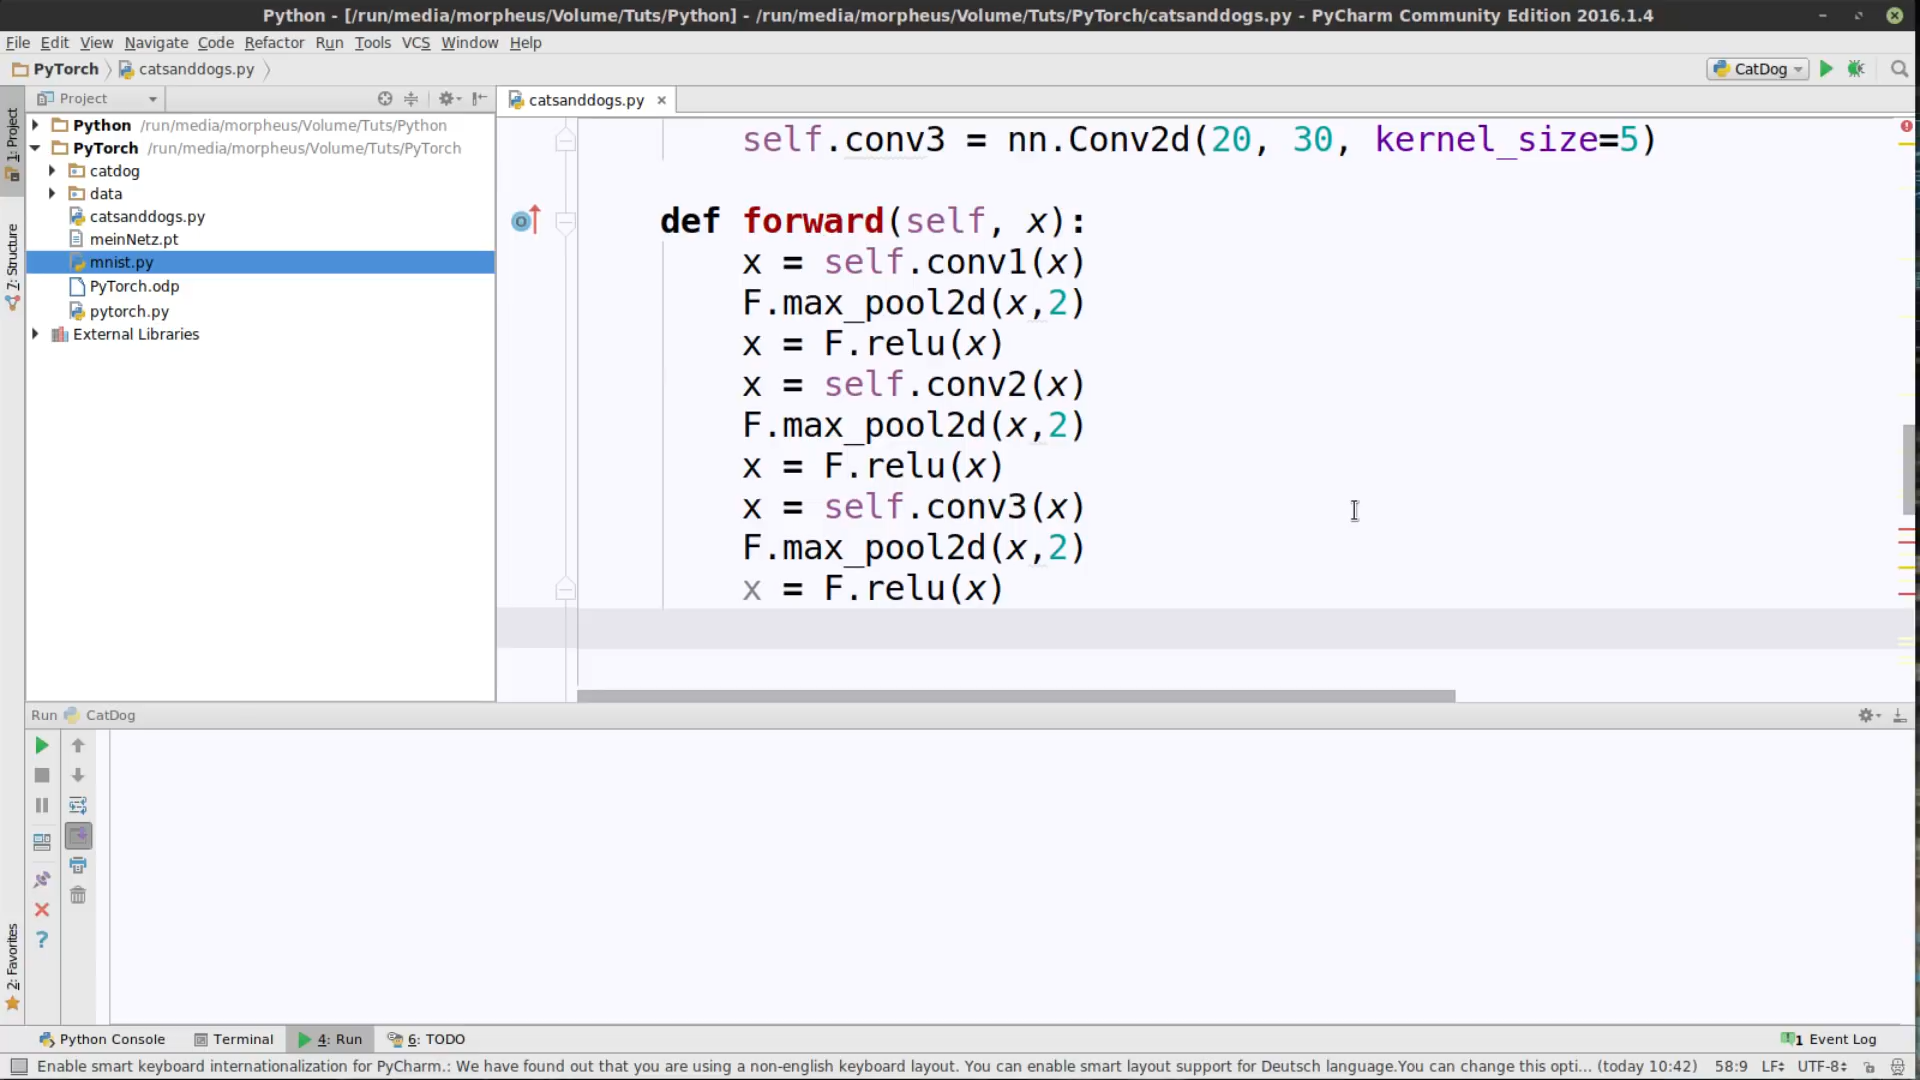 Python - [/run/media/morpheus/Volume/Tuts/Python] - /run/media/morpheus/Volume/Tuts/PyTorch/catsanddogs.py - PyCharm Community Edition 2016.1.4
File Edit View Navigate Code Refactor Run Tools VCS Window Help
PyTorch catsanddogs.py CatDog
Project catsanddogs.py
1: Project
7: Structure
2: Favorites
Python /run/media/morpheus/Volume/Tuts/Python
PyTorch /run/media/morpheus/Volume/Tuts/PyTorch
catdog
data
catsanddogs.py
meinNetz.pt
mnist.py
PyTorch.odp
pytorch.py
External Libraries
self.conv3 = nn.Conv2d(20, 30, kernel_size=5)
def forward(self, x):
x = self.conv1(x)
F.max_pool2d(x,2)
x = F.relu(x)
x = self.conv2(x)
F.max_pool2d(x,2)
x = F.relu(x)
x = self.conv3(x)
F.max_pool2d(x,2)
x = F.relu(x)
Run CatDog
Python Console Terminal 4: Run 6: TODO 1 Event Log
Enable smart keyboard internationalization for PyCharm.: We have found out that you are using a non-english keyboard layout. You can enable smart layout support for Deutsch language.You can change this opti... (today 10:42) 58:9 LF UTF-8